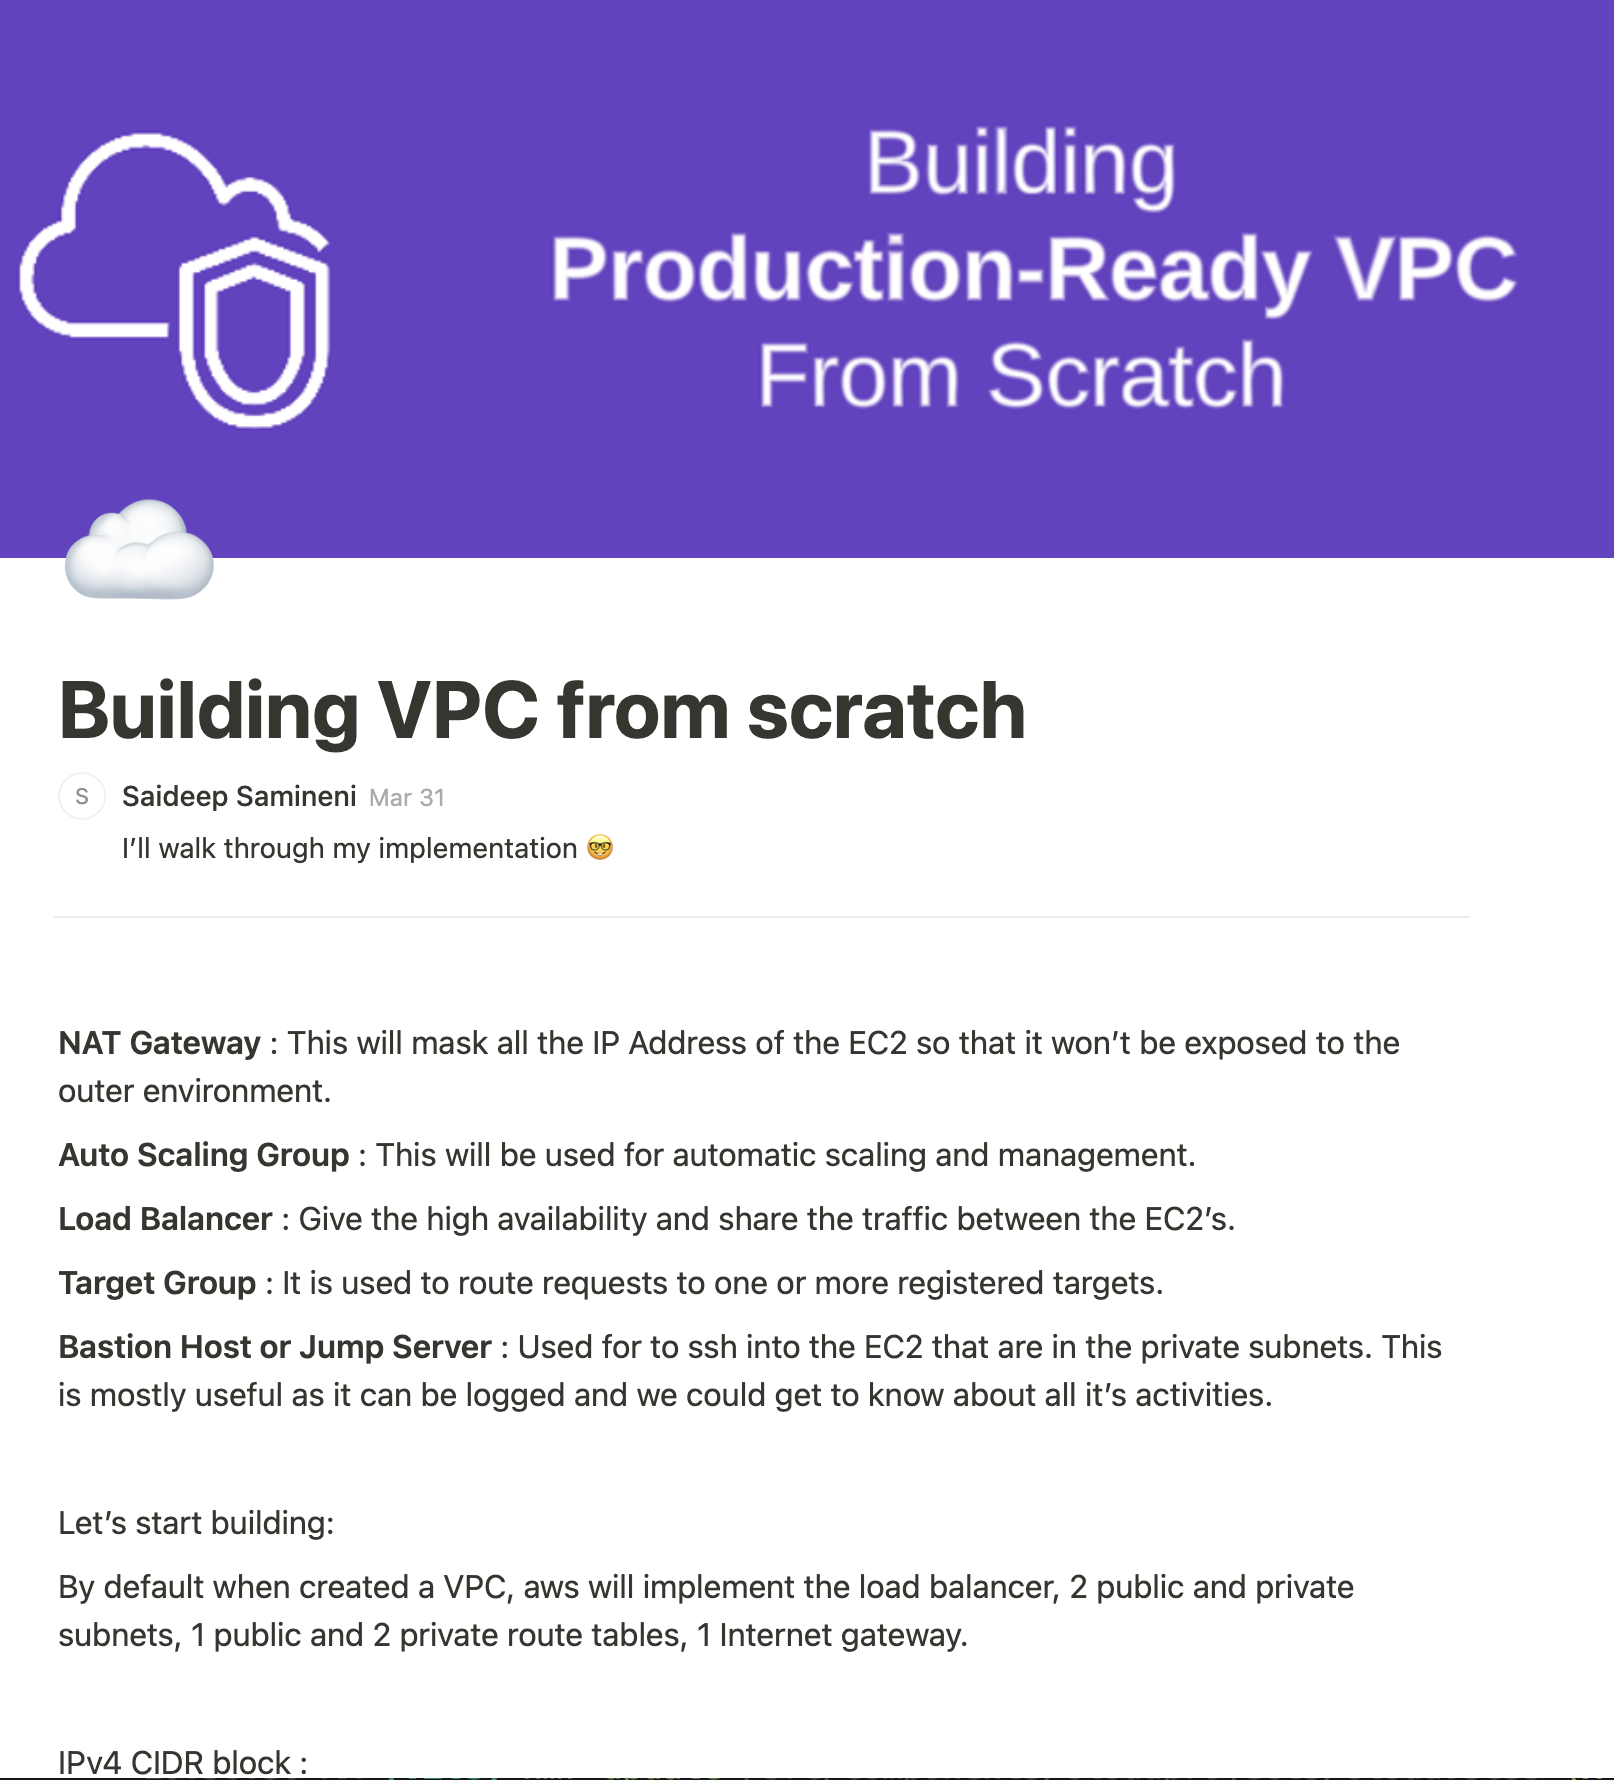 Building
Production-Ready VPC
From Scratch
Building VPC from scratch
S
Saideep Samineni Mar 31
I’ll walk through my implementation 🤓
NAT Gateway : This will mask all the IP Address of the EC2 so that it won’t be exposed to the
outer environment.
Auto Scaling Group : This will be used for automatic scaling and management.
Load Balancer : Give the high availability and share the traffic between the EC2’s.
Target Group : It is used to route requests to one or more registered targets.
Bastion Host or Jump Server : Used for to ssh into the EC2 that are in the private subnets. This
is mostly useful as it can be logged and we could get to know about all it’s activities.
Let’s start building:
By default when created a VPC, aws will implement the load balancer, 2 public and private
subnets, 1 public and 2 private route tables, 1 Internet gateway.
IPv4 CIDR block :